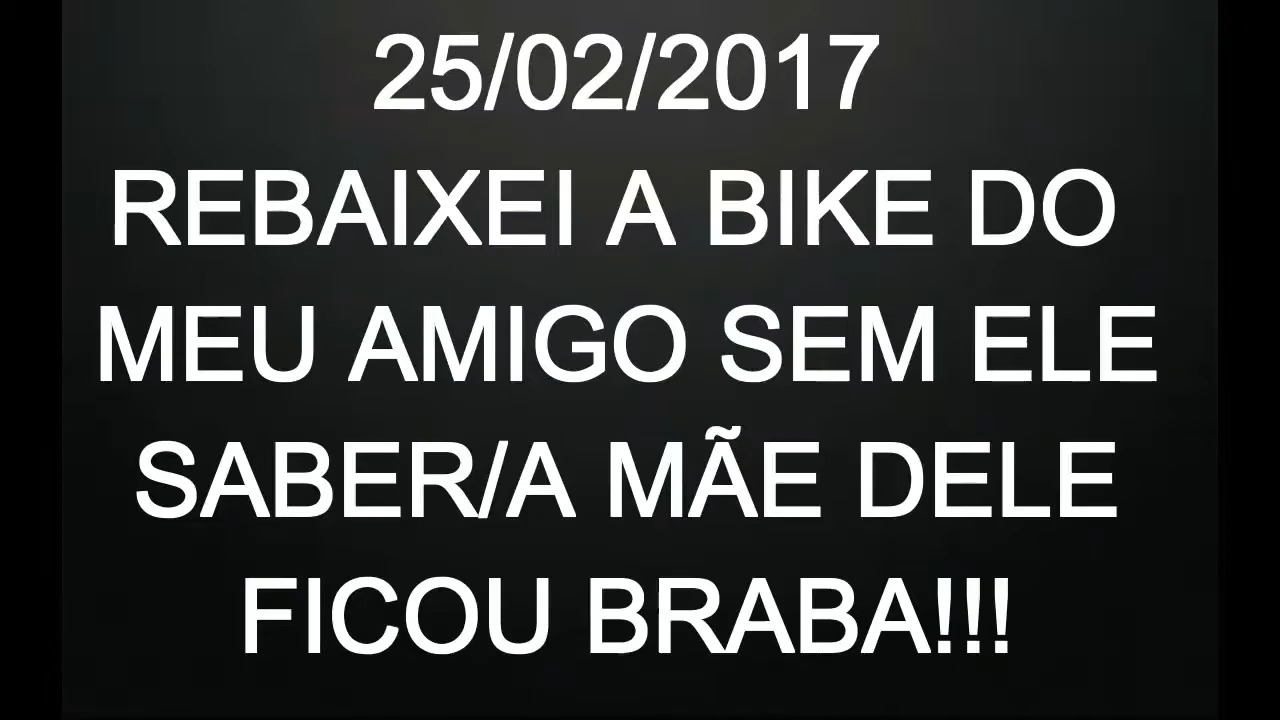 25/02/2017
REBAIXEI A BIKE DO
MEU AMIGO SEM ELE
SABER/A MÃE DELE
FICOU BRABA!!!